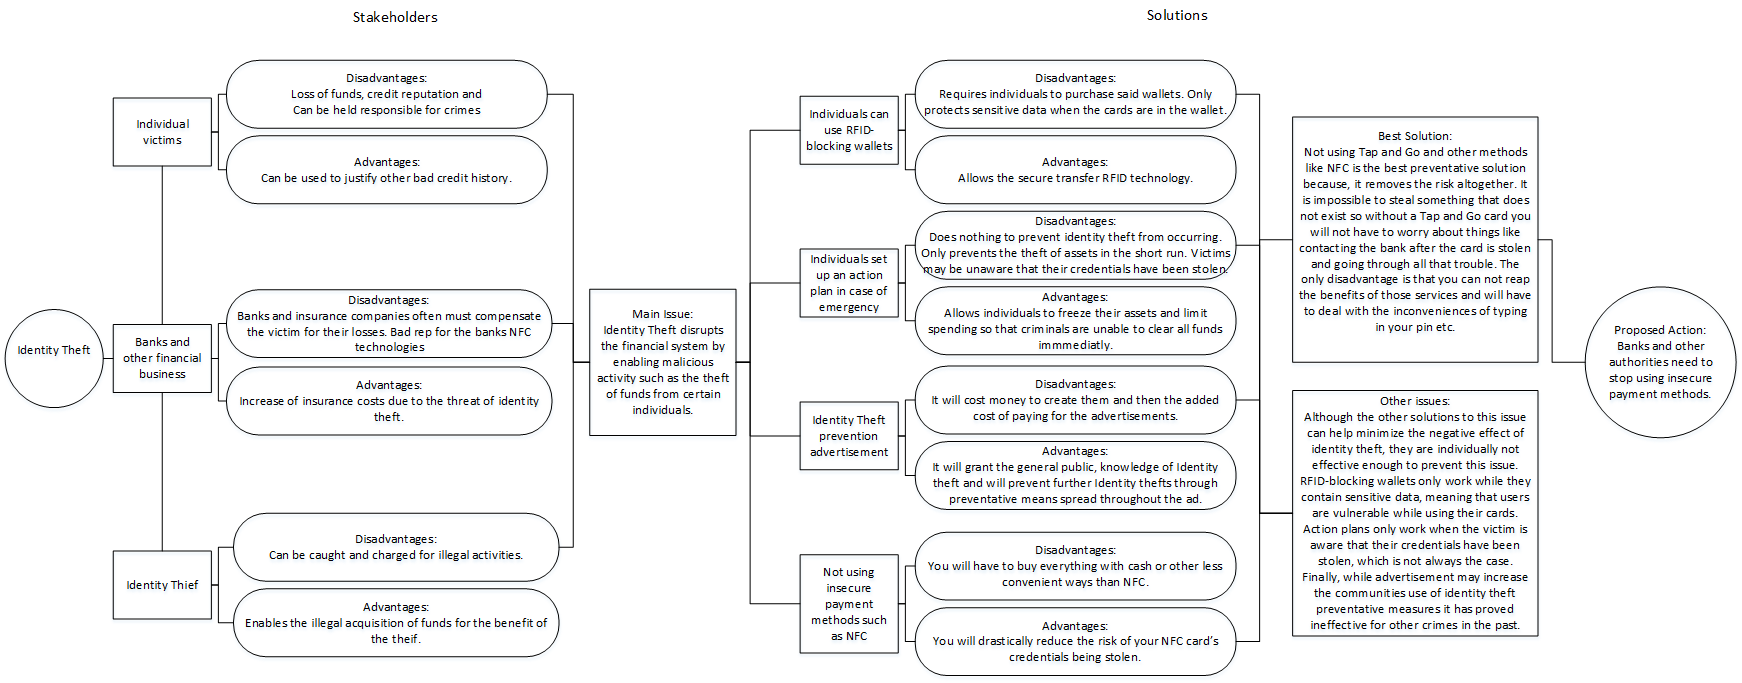 Stakeholders
Solutions
Identity Theft
Individual
victims
Disadvantages:
Loss of funds, credit reputation and
Can be held responsible for crimes
Advantages:
Can be used to justify other bad credit history.
Banks and
other financial
business
Disadvantages:
Banks and insurance companies often must compensate
the victim for their losses. Bad rep for the banks NFC
technologies
Advantages:
Increase of insurance costs due to the threat of identity
theft.
Identity Thief
Disadvantages:
Can be caught and charged for illegal activities.
Advantages:
Enables the illegal acquisition of funds for the benefit of
the theif.
Main Issue:
Identity Theft disrupts
the financial system by
enabling malicious
activity such as the theft
of funds from certain
individuals.
Individuals can
use RFID-
blocking wallets
Disadvantages:
Requires individuals to purchase said wallets. Only
protects sensitive data when the cards are in the wallet.
Advantages:
Allows the secure transfer RFID technology.
Individuals set
up an action
plan in case of
emergency
Disadvantages:
Does nothing to prevent identity theft from occurring.
Only prevents the theft of assets in the short run. Victims
may be unaware that their credentials have been stolen.
Advantages:
Allows individuals to freeze their assets and limit
spending so that criminals are unable to clear all funds
immmediatly.
Identity Theft
prevention
advertisement
Disadvantages:
It will cost money to create them and then the added
cost of paying for the advertisements.
Advantages:
It will grant the general public, knowledge of Identity
theft and will prevent further Identity thefts through
preventative means spread throughout the ad.
Not using
insecure
payment
methods such
as NFC
Disadvantages:
You will have to buy everything with cash or other less
convenient ways than NFC.
Advantages:
You will drastically reduce the risk of your NFC card's
credentials being stolen.
Best Solution:
Not using Tap and Go and other methods
like NFC is the best preventative solution
because, it removes the risk altogether. It
is impossible to steal something that does
not exist so without a Tap and Go card you
will not have to worry about things like
contacting the bank after the card is stolen
and going through all that trouble. The
only disadvantage is that you can not reap
the benefits of those services and will have
to deal with the inconveniences of typing
in your pin etc.
Other issues:
Although the other solutions to this issue
can help minimize the negative effect of
identity theft, they are individually not
effective enough to prevent this issue.
RFID-blocking wallets only work while they
contain sensitive data, meaning that users
are vulnerable while using their cards.
Action plans only work when the victim is
aware that their credentials have been
stolen, which is not always the case.
Finally, while advertisement may increase
the communities use of identity theft
preventative measures it has proved
ineffective for other crimes in the past.
Proposed Action:
Banks and other
authorities need to
stop using insecure
payment methods.